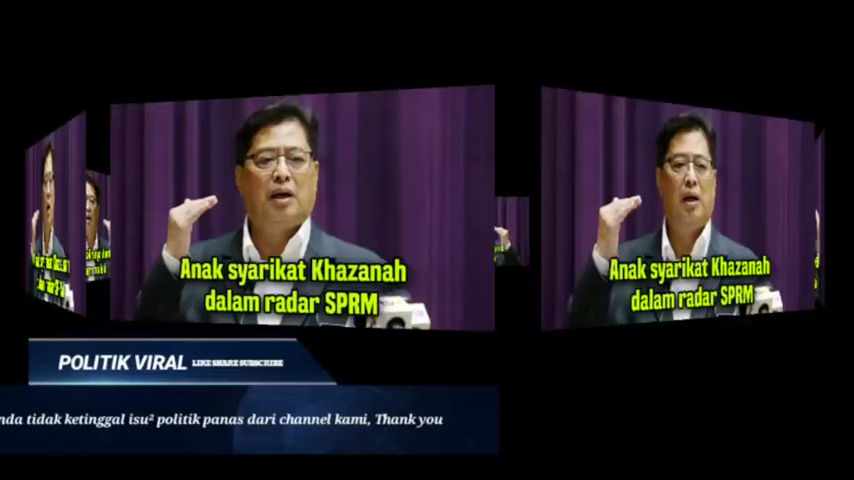 Anak syarikat Khazanah
dalam radar SPRM
Anak syarikat Khazanah
dalam radar SPRM
POLITIK VIRAL LIKE SHARE SUBSCRIBE
tidak ketinggal isu² politik panas dari channel kami, Thank you